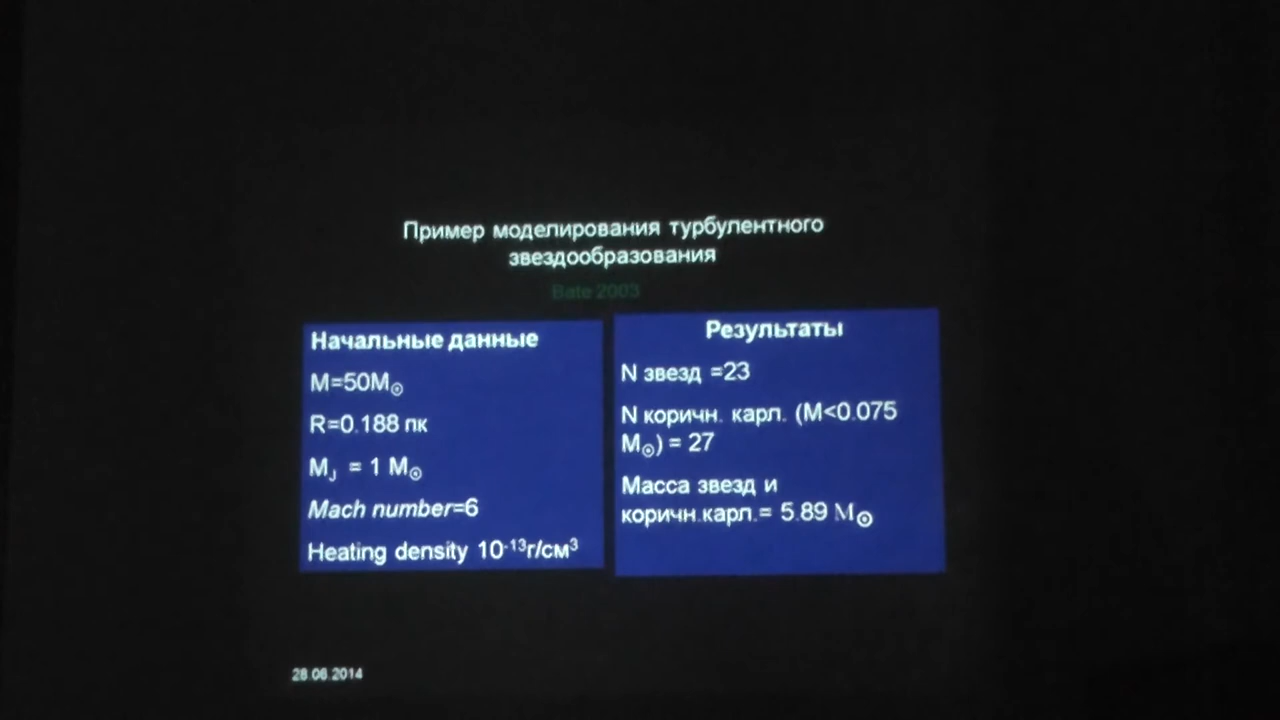 Пример моделирования турбулентного
звездообразования
Bate 2003
Начальные данные
M=50M☉
R=0.188 пк
M_J = 1 M☉
Mach number=6
Heating density 10⁻¹³г/см³
Результаты
N звезд =23
N коричн. карл. (M<0.075
M☉) = 27
Масса звезд и
коричн.карл.= 5.89 M☉
28.06.2014